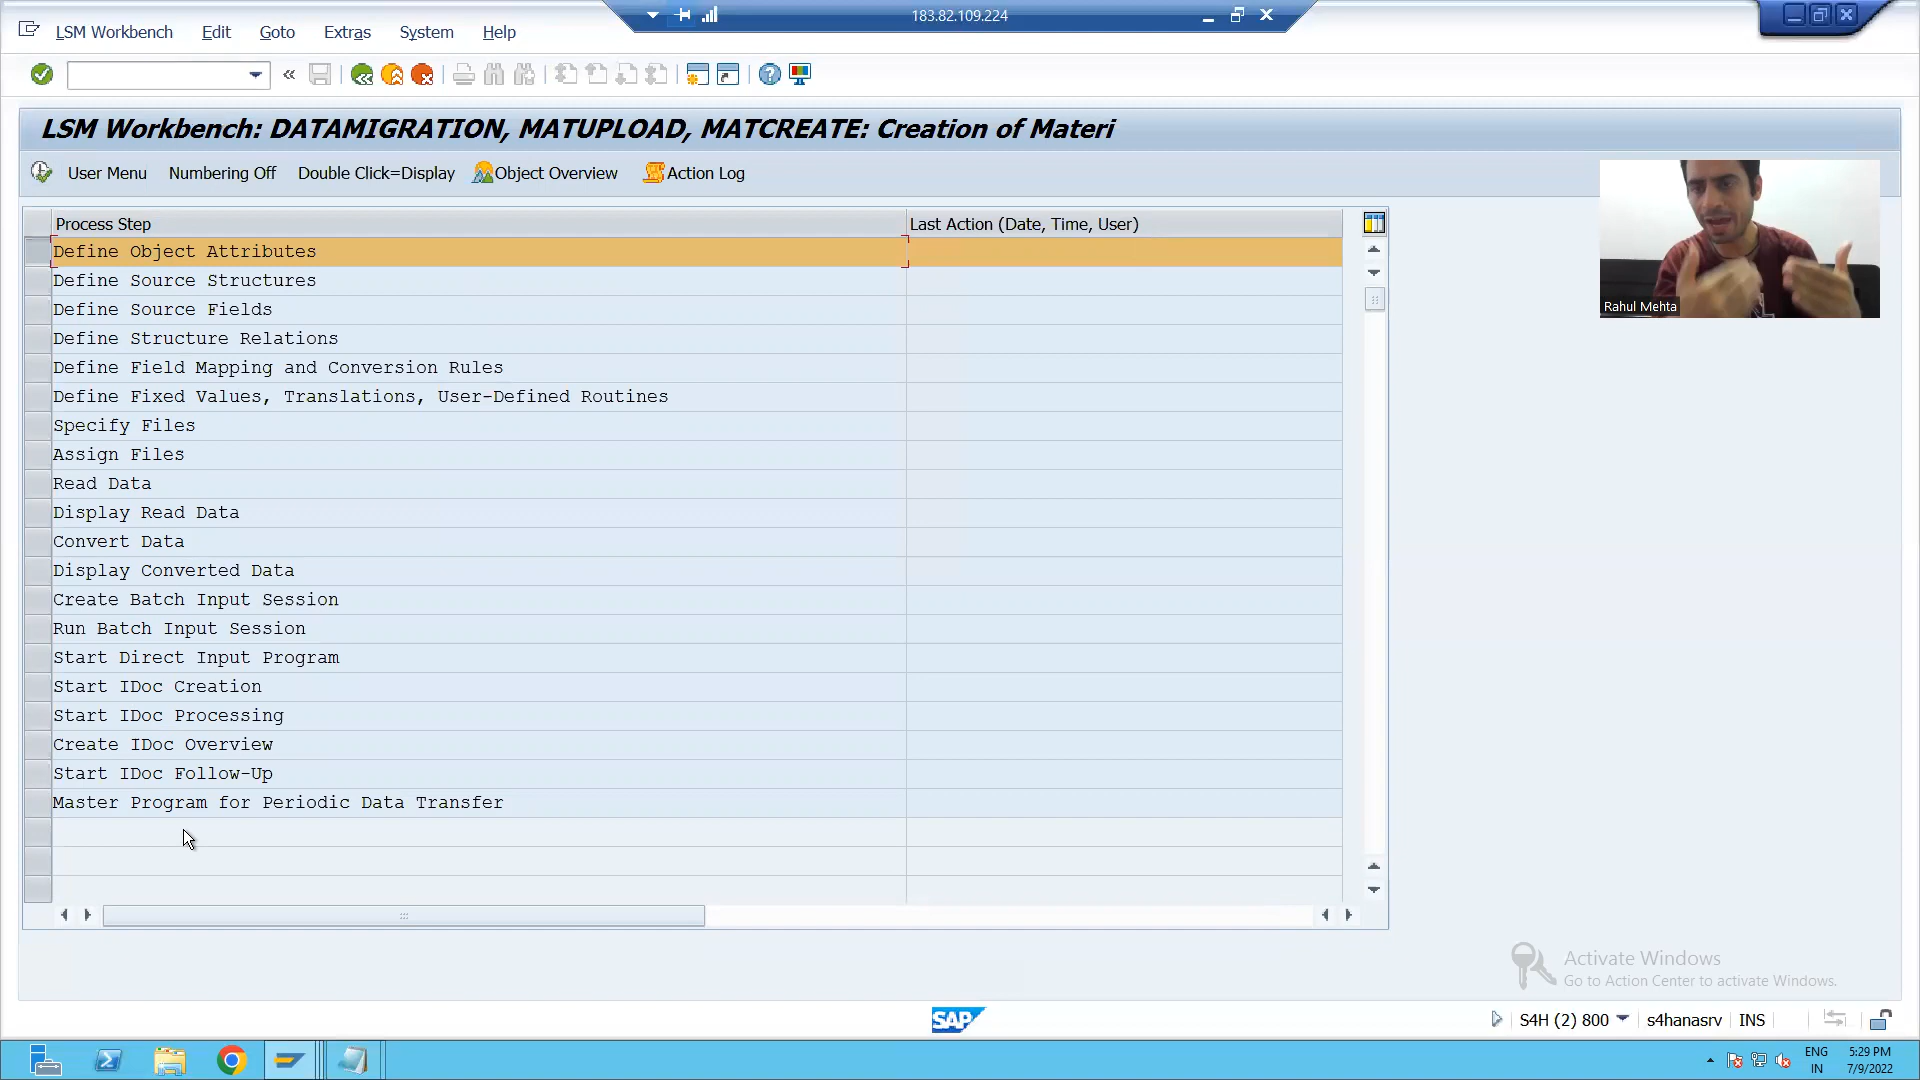 183.82.109.224
LSM Workbench Edit Goto Extras System Help
LSM Workbench: DATAMIGRATION, MATUPLOAD, MATCREATE: Creation of Materi
User Menu Numbering Off Double Click=Display Object Overview Action Log
Process Step Last Action (Date, Time, User)
Define Object Attributes
Define Source Structures
Define Source Fields
Define Structure Relations
Define Field Mapping and Conversion Rules
Define Fixed Values, Translations, User-Defined Routines
Specify Files
Assign Files
Read Data
Display Read Data
Convert Data
Display Converted Data
Create Batch Input Session
Run Batch Input Session
Start Direct Input Program
Start IDoc Creation
Start IDoc Processing
Create IDoc Overview
Start IDoc Follow-Up
Master Program for Periodic Data Transfer
Rahul Mehta
Activate Windows
Go to Action Center to activate Windows.
SAP
S4H (2) 800 s4hanasrv INS
ENG 5:29 PM
IN 7/9/2022